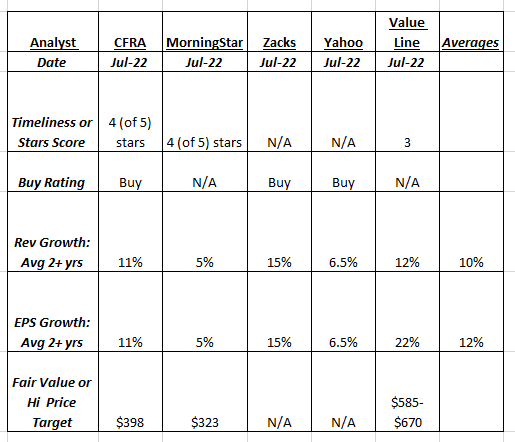 Analyst CFRA MorningStar Zacks Yahoo Value Line Averages
Date Jul-22 Jul-22 Jul-22 Jul-22 Jul-22
Timeliness or Stars Score 4 (of 5) stars 4 (of 5) stars N/A N/A 3
Buy Rating Buy N/A Buy Buy N/A
Rev Growth: Avg 2+ yrs 11% 5% 15% 6.5% 12% 10%
EPS Growth: Avg 2+ yrs 11% 5% 15% 6.5% 22% 12%
Fair Value or Hi Price Target $398 $323 N/A N/A $585-$670